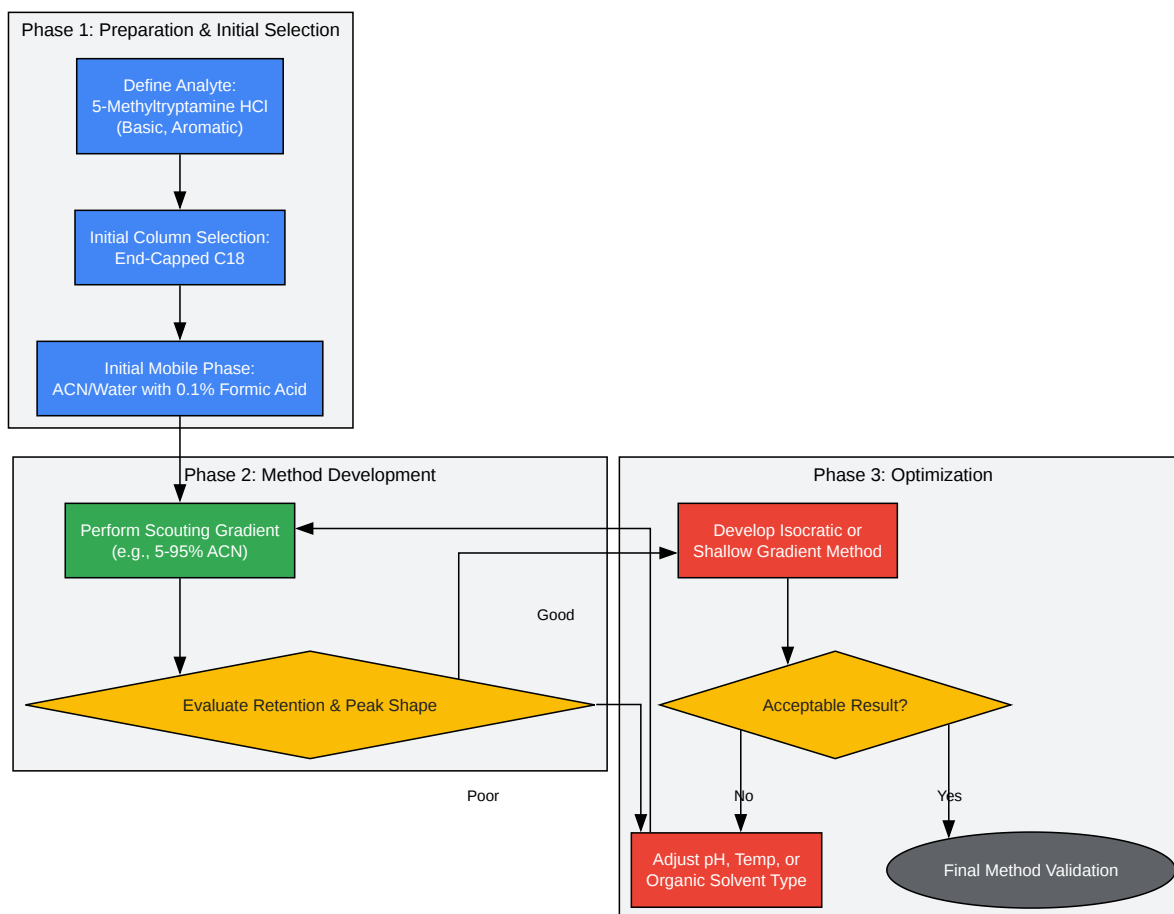 Phase 1: Preparation & Initial Selection
Define Analyte:
5-Methyltryptamine HCl
(Basic, Aromatic)
Initial Column Selection:
End-Capped C18
Initial Mobile Phase:
ACN/Water with 0.1% Formic Acid
Phase 2: Method Development
Perform Scouting Gradient
(e.g., 5-95% ACN)
Good
Evaluate Retention & Peak Shape
Poor
Phase 3: Optimization
Develop Isocratic or
Shallow Gradient Method
Acceptable Result?
No
Yes
Adjust pH, Temp, or
Organic Solvent Type
Final Method Validation